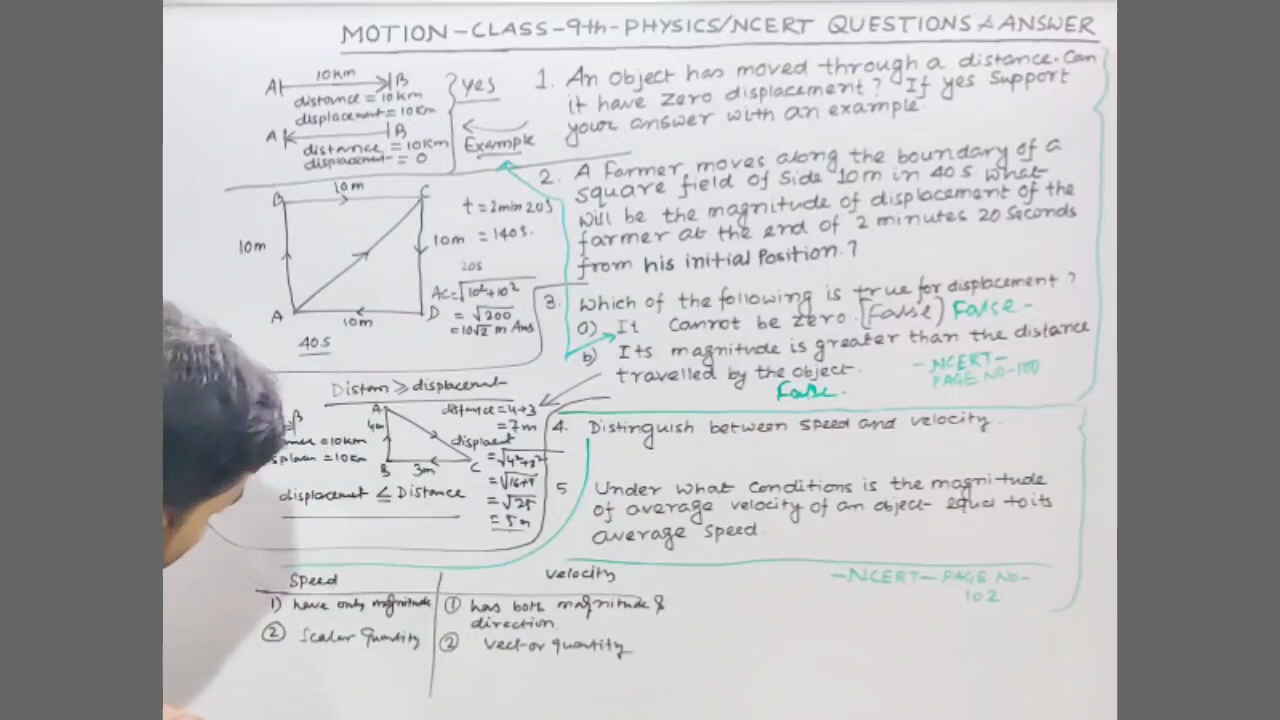 MOTION-CLASS-9th-PHYSICS/NCERT QUESTIONS & ANSWER
A 10km B
distance = 10km
displacement = 10km
A B
distance = 10km
displacement = 0
yes
Example
1. An Object has moved through a distance. Can
it have zero displacement? If yes support
your answer with an example.
2. A Farmer moves along the boundary of a
square field of side 10m in 40s what
will be the magnitude of displacement of the
farmer at the end of 2 minutes 20 Seconds
from his initial Position.?
B 10m C
10m
10m
A 10m D
40s
t = 2min 20s
= 140s.
20s
AC = √10²+10²
= √200
= 10√2 m Ans
3. Which of the following is true for displacement?
a) It Cannot be zero. (False) False-
b) Its magnitude is greater than the distance
travelled by the object.
False.
-NCERT-
PAGE NO-100
Distan ≥ displacement
B
=10km
=10km
A
4m
B 3m C
distance = 4+3
= 7m
= √4²+3²
= √16+9
= √25
= 5m
displacement ≤ Distance
4. Distinguish between speed and velocity.
5 Under what conditions is the magnitude
of average velocity of an object equal to its
average speed.
-NCERT- PAGE NO-
102
Speed
1) have only magnitude
② Scalar Quantity
velocity
① has both magnitude &
direction
② vector quantity